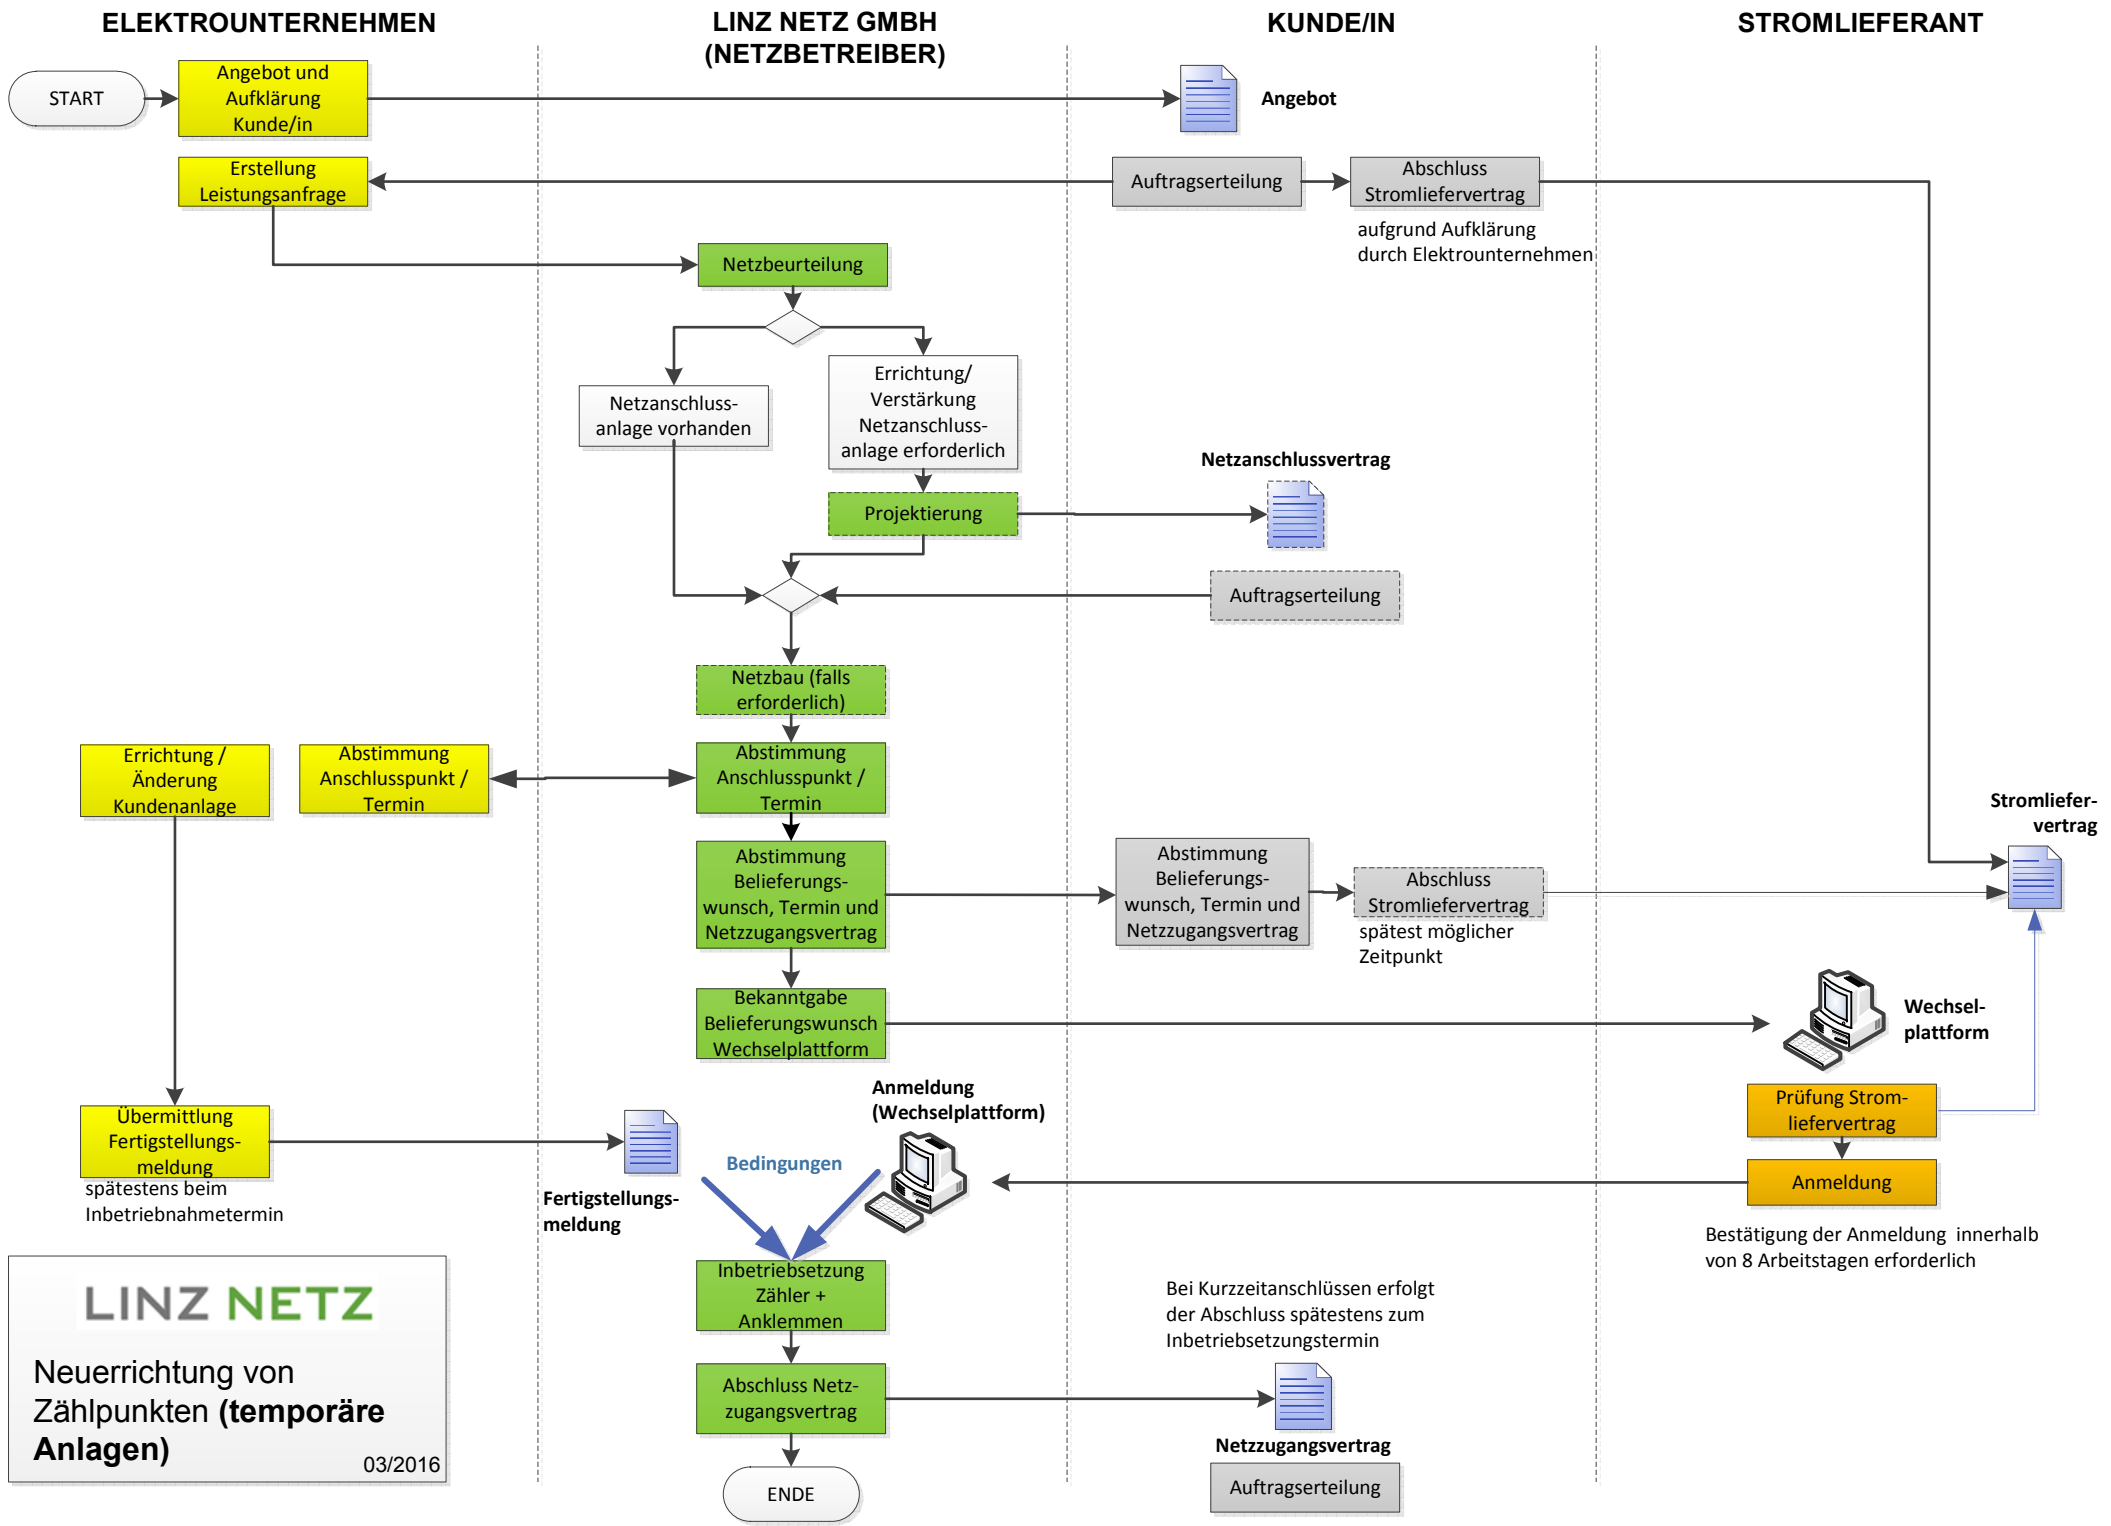 ELEKTROUNTERNEHMEN
LINZ NETZ GMBH
(NETZBETREIBER)
KUNDE/IN
STROMLIEFERANT
START
Angebot und
Aufklärung
Kunde/in
Angebot
Erstellung
Leistungsanfrage
Auftragserteilung
Abschluss
Stromliefervertrag
aufgrund Aufklärung
durch Elektrounternehmen
Netzbeurteilung
Netzanschluss-
anlage vorhanden
Errichtung/
Verstärkung
Netzanschluss-
anlage erforderlich
Netzanschlussvertrag
Projektierung
Auftragserteilung
Netzbau (falls
erforderlich)
Errichtung /
Änderung
Kundenanlage
Abstimmung
Anschlusspunkt /
Termin
Abstimmung
Anschlusspunkt /
Termin
Stromliefer-
vertrag
Abstimmung
Belieferungs-
wunsch, Termin und
Netzzugangsvertrag
Abstimmung
Belieferungs-
wunsch, Termin und
Netzzugangsvertrag
Abschluss
Stromliefervertrag
spätest möglicher
Zeitpunkt
Bekanntgabe
Belieferungswunsch
Wechselplattform
Wechsel-
plattform
Anmeldung
(Wechselplattform)
Übermittlung
Fertigstellungs-
meldung
spätestens beim
Inbetriebnahmetermin
Fertigstellungs-
meldung
Bedingungen
Prüfung Strom-
liefervertrag
Anmeldung
Bestätigung der Anmeldung innerhalb
von 8 Arbeitstagen erforderlich
Inbetriebsetzung
Zähler +
Anklemmen
Bei Kurzzeitanschlüssen erfolgt
der Abschluss spätestens zum
Inbetriebsetzungstermin
Abschluss Netz-
zugangsvertrag
Netzzugangsvertrag
Auftragserteilung
ENDE
LINZ NETZ
Neuerrichtung von
Zählpunkten (temporäre
Anlagen)
03/2016